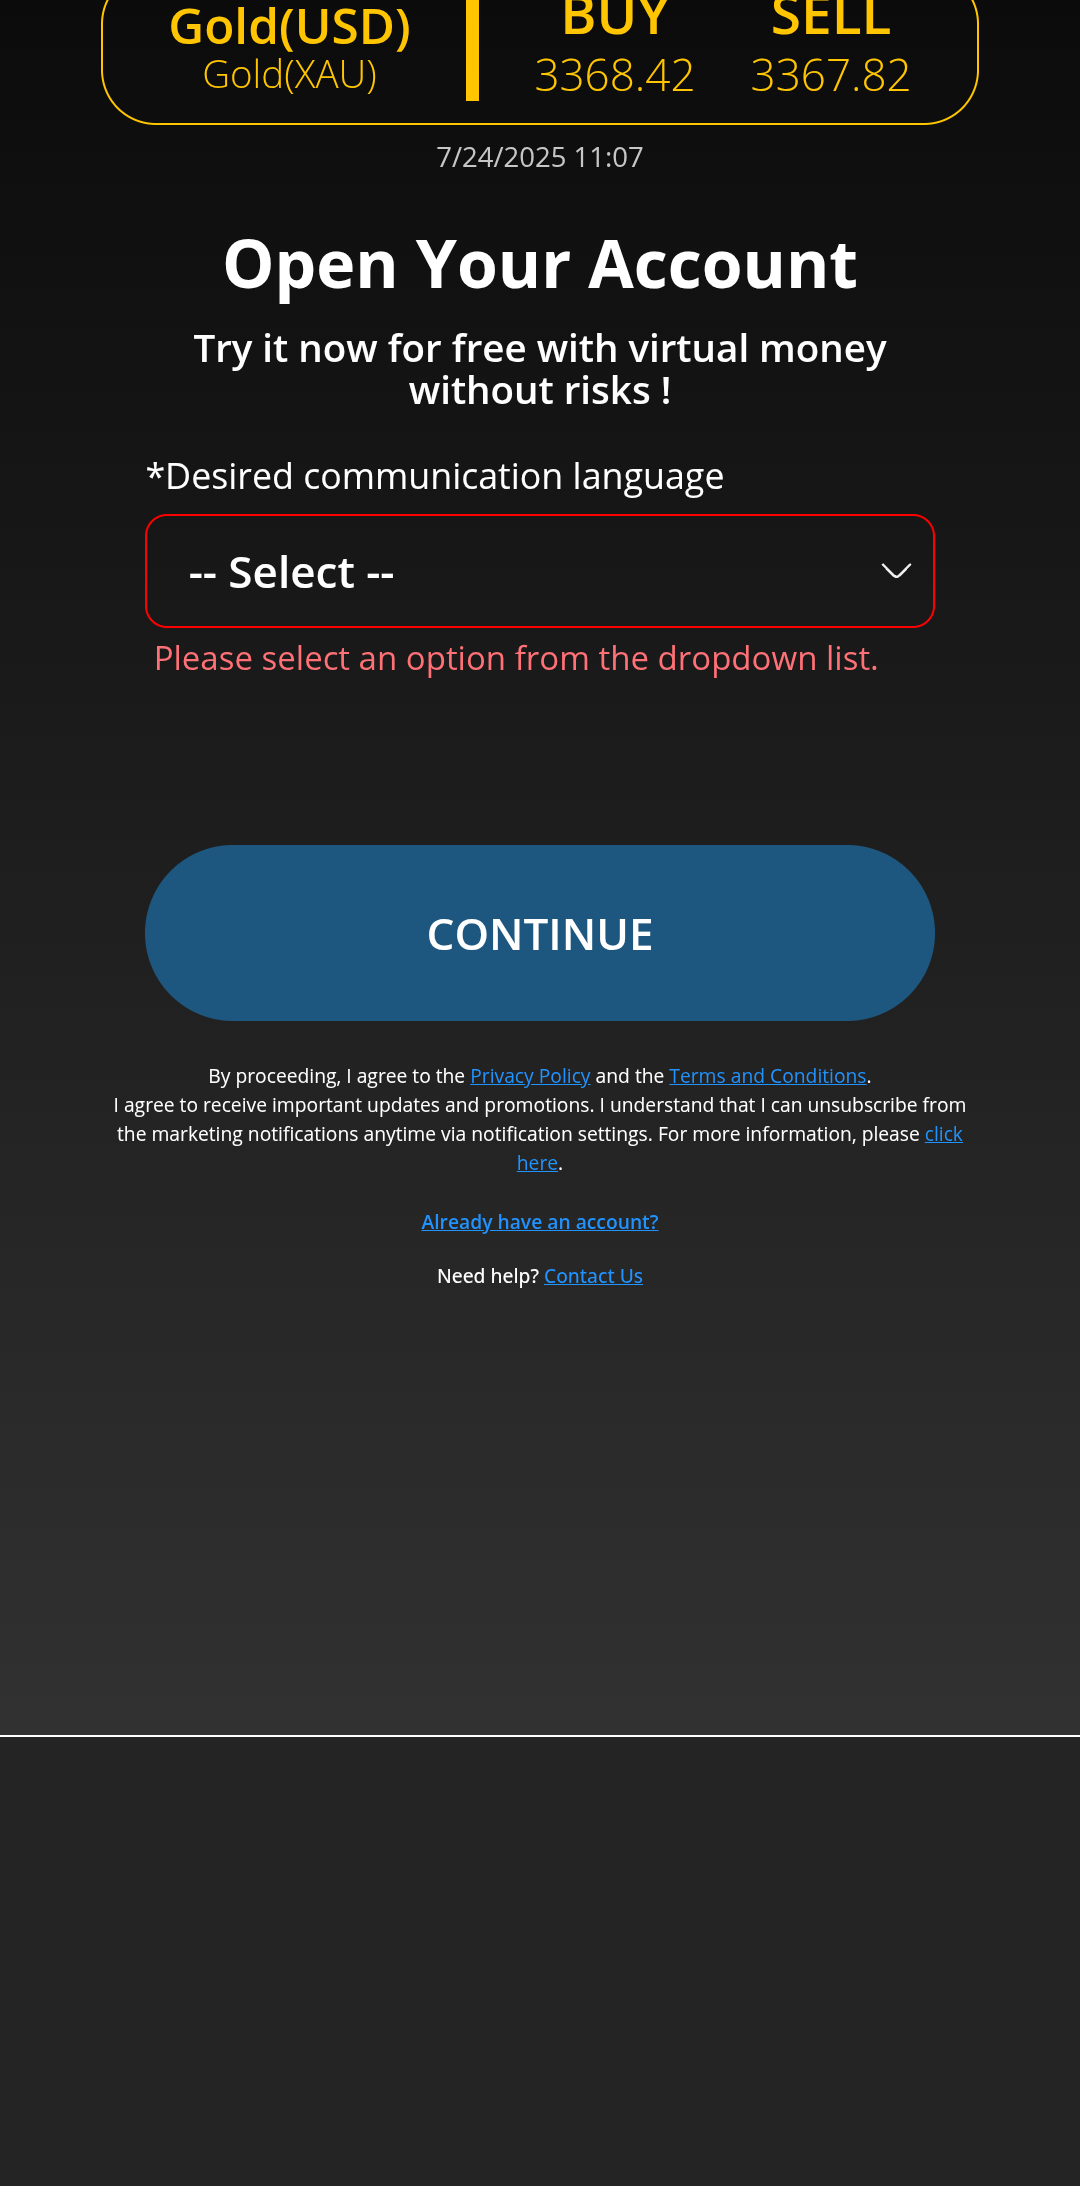 Gold(USD)
BUY
SELL
Gold(XAU)
3368.42
3367.82
7/24/2025 11:07
Open Your Account
Try it now for free with virtual money
without risks !
*Desired communication language
-- Select --
Please select an option from the dropdown list.
CONTINUE
By proceeding, I agree to the Privacy Policy and the Terms and Conditions.
I agree to receive important updates and promotions. I understand that I can unsubscribe from
the marketing notifications anytime via notification settings. For more information, please click
here.
Already have an account?
Need help? Contact Us